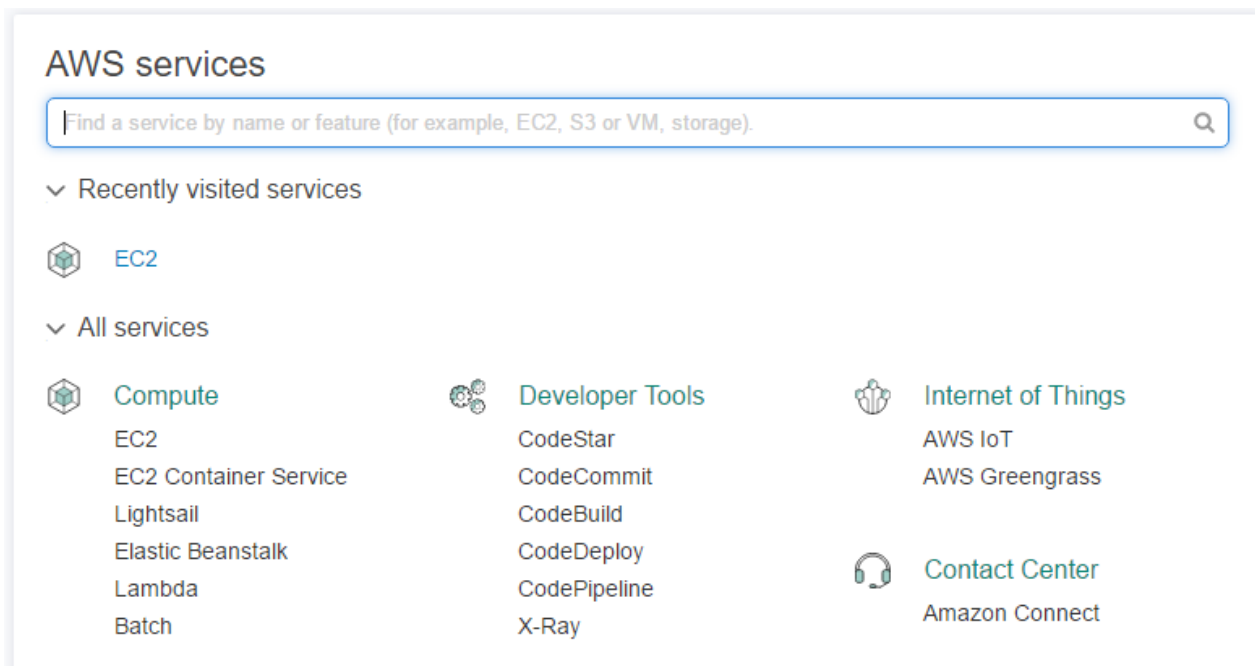 AWS services
Find a service by name or feature (for example, EC2, S3 or VM, storage).
Recently visited services
EC2
All services
Compute
EC2
EC2 Container Service
Lightsail
Elastic Beanstalk
Lambda
Batch
Developer Tools
CodeStar
CodeCommit
CodeBuild
CodeDeploy
CodePipeline
X-Ray
Internet of Things
AWS IoT
AWS Greengrass
Contact Center
Amazon Connect